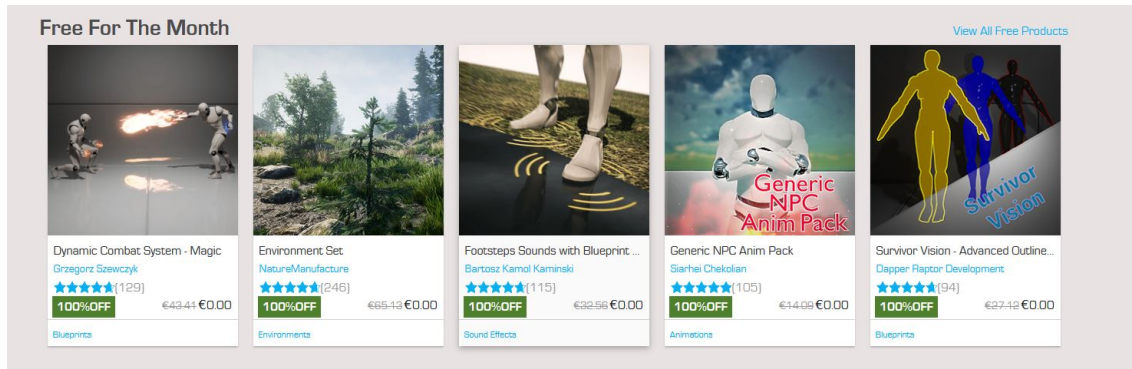 Free For The Month
View All Free Products
Generic
NPC
Anim Pack
Survivor
Vision
Dynamic Combat System - Magic
Grzegorz Szewczyk
(129)
100%OFF
€43.41 €0.00
Blueprints
Environment Set
NatureManufacture
(246)
100%OFF
€65.13 €0.00
Environments
Footsteps Sounds with Blueprint ...
Bartosz Kamol Kaminski
(115)
100%OFF
€32.56 €0.00
Sound Effects
Generic NPC Anim Pack
Siarhei Chekolian
(105)
100%OFF
€14.09 €0.00
Animations
Survivor Vision - Advanced Outline...
Dapper Raptor Development
(94)
100%OFF
€27.12 €0.00
Blueprints